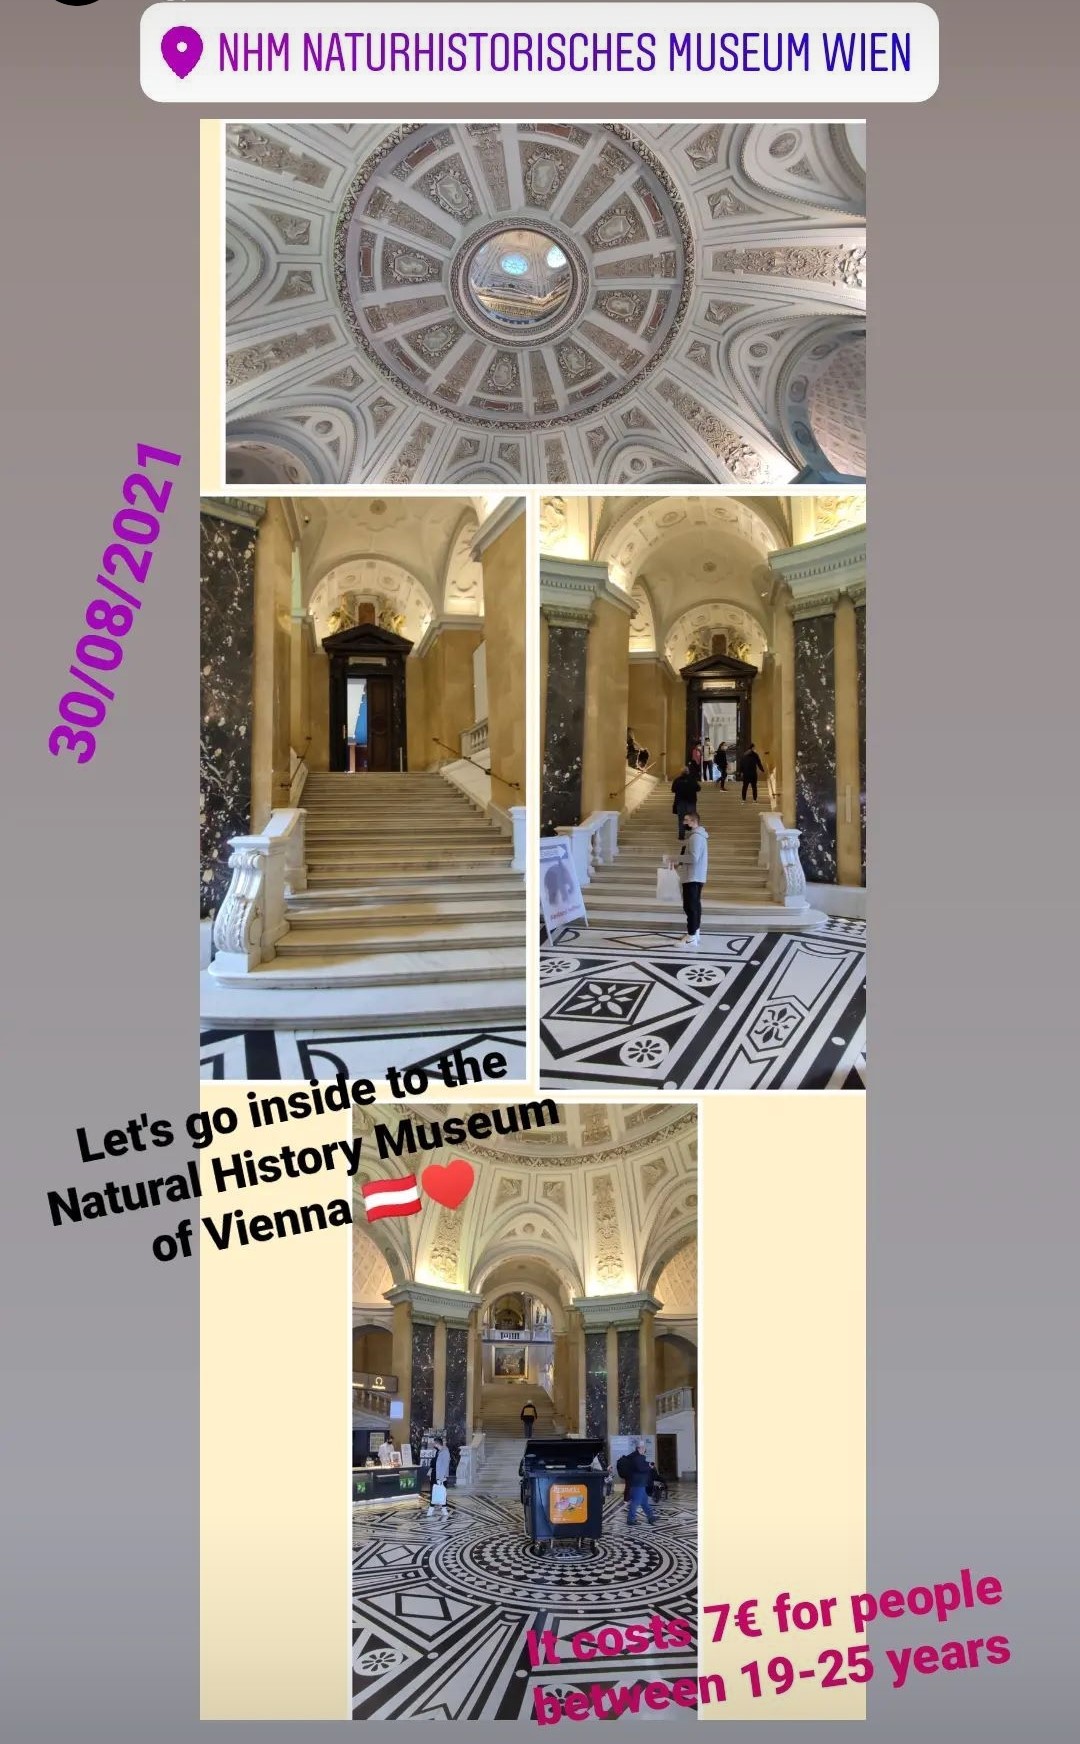 NHM NATURHISTORISCHES MUSEUM WIEN
30/08/2021
Let's go inside to the
Natural History Museum
of Vienna 🇦🇹♥️
It costs 7€ for people
between 19-25 years